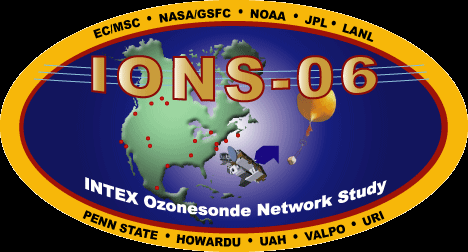 EC/MSC • NASA/GSFC • NOAA • JPL • LANL
IONS-06
INTEX Ozonesonde Network Study
PENN STATE • HOWARDU • UAH • VALPO • URI